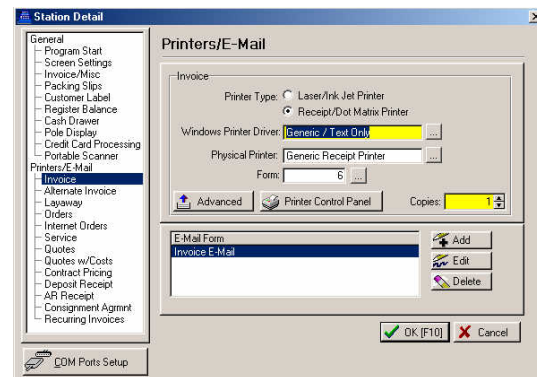 Station Detail
General
Program Start
Screen Settings
Invoice/Misc
Packing Slips
Customer Label
Register Balance
Cash Drawer
Pole Display
Credit Card Processing
Portable Scanner
Printers/E-Mail
Invoice
Alternate Invoice
Layaway
Orders
Internet Orders
Service
Quotes
Quotes w/Costs
Contract Pricing
Deposit Receipt
AR Receipt
Consignment Agrmnt
Recurring Invoices
COM Ports Setup
Printers/E-Mail
Invoice
Printer Type: Laser/Ink Jet Printer
Receipt/Dot Matrix Printer
Windows Printer Driver: Generic / Text Only ...
Physical Printer: Generic Receipt Printer ...
Form: 6 ...
Advanced Printer Control Panel Copies: 1
E-Mail Form
Invoice E-Mail
Add
Edit
Delete
OK [F10] Cancel